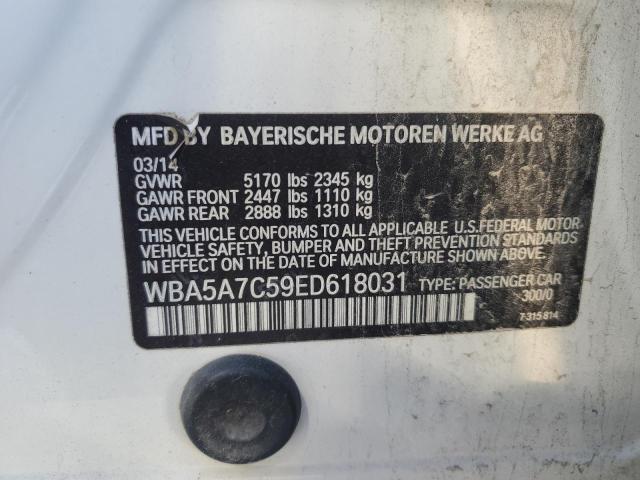 MFD BY BAYERISCHE MOTOREN WERKE AG
03/14
GVWR 5170 lbs 2345 kg
GAWR FRONT 2447 lbs 1110 kg
GAWR REAR 2888 lbs 1310 kg
THIS VEHICLE CONFORMS TO ALL APPLICABLE U.S.FEDERAL MOTOR
VEHICLE SAFETY, BUMPER AND THEFT PREVENTION STANDARDS
IN EFFECT ON THE DATE OF MANUFACTURE SHOWN ABOVE.
WBA5A7C59ED618031 TYPE: PASSENGER CAR
300/0
7 315 814